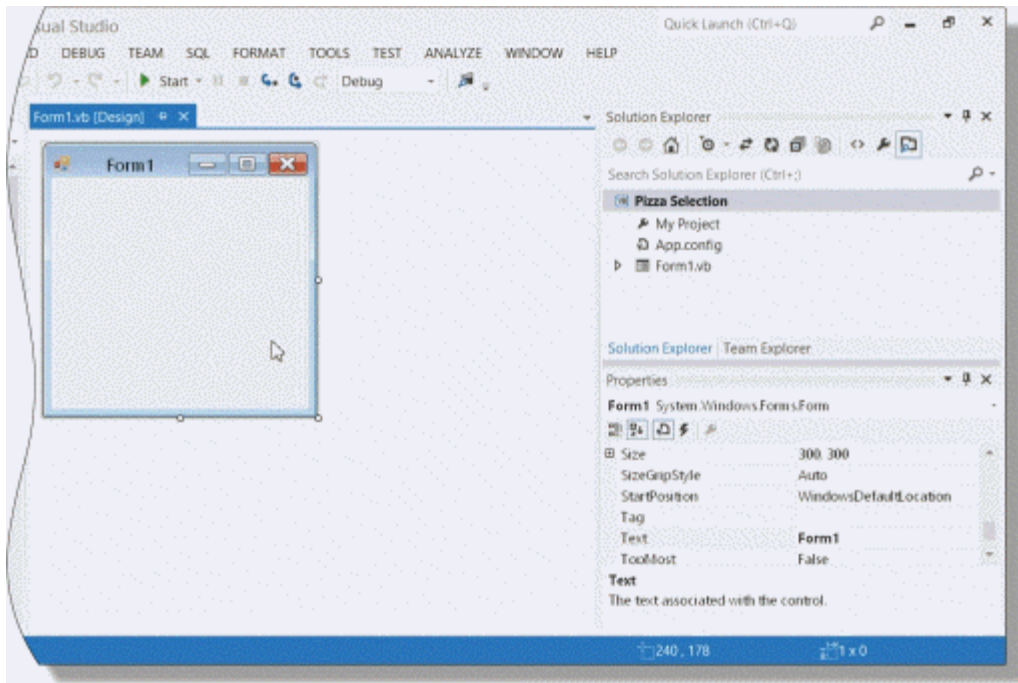 sual Studio
Quick Launch (Ctrl+Q)
D DEBUG TEAM SQL FORMAT TOOLS TEST ANALYZE WINDOW HELP
Start Debug
Form1.vb [Design]
Form1
Solution Explorer
Search Solution Explorer (Ctrl+;)
Pizza Selection
My Project
App.config
Form1.vb
Solution Explorer Team Explorer
Properties
Form1 System.Windows.Forms.Form
Size 300, 300
SizeGripStyle Auto
StartPosition WindowsDefaultLocation
Tag
Text Form1
TopMost False
Text
The text associated with the control.
240 , 178 1 x 0